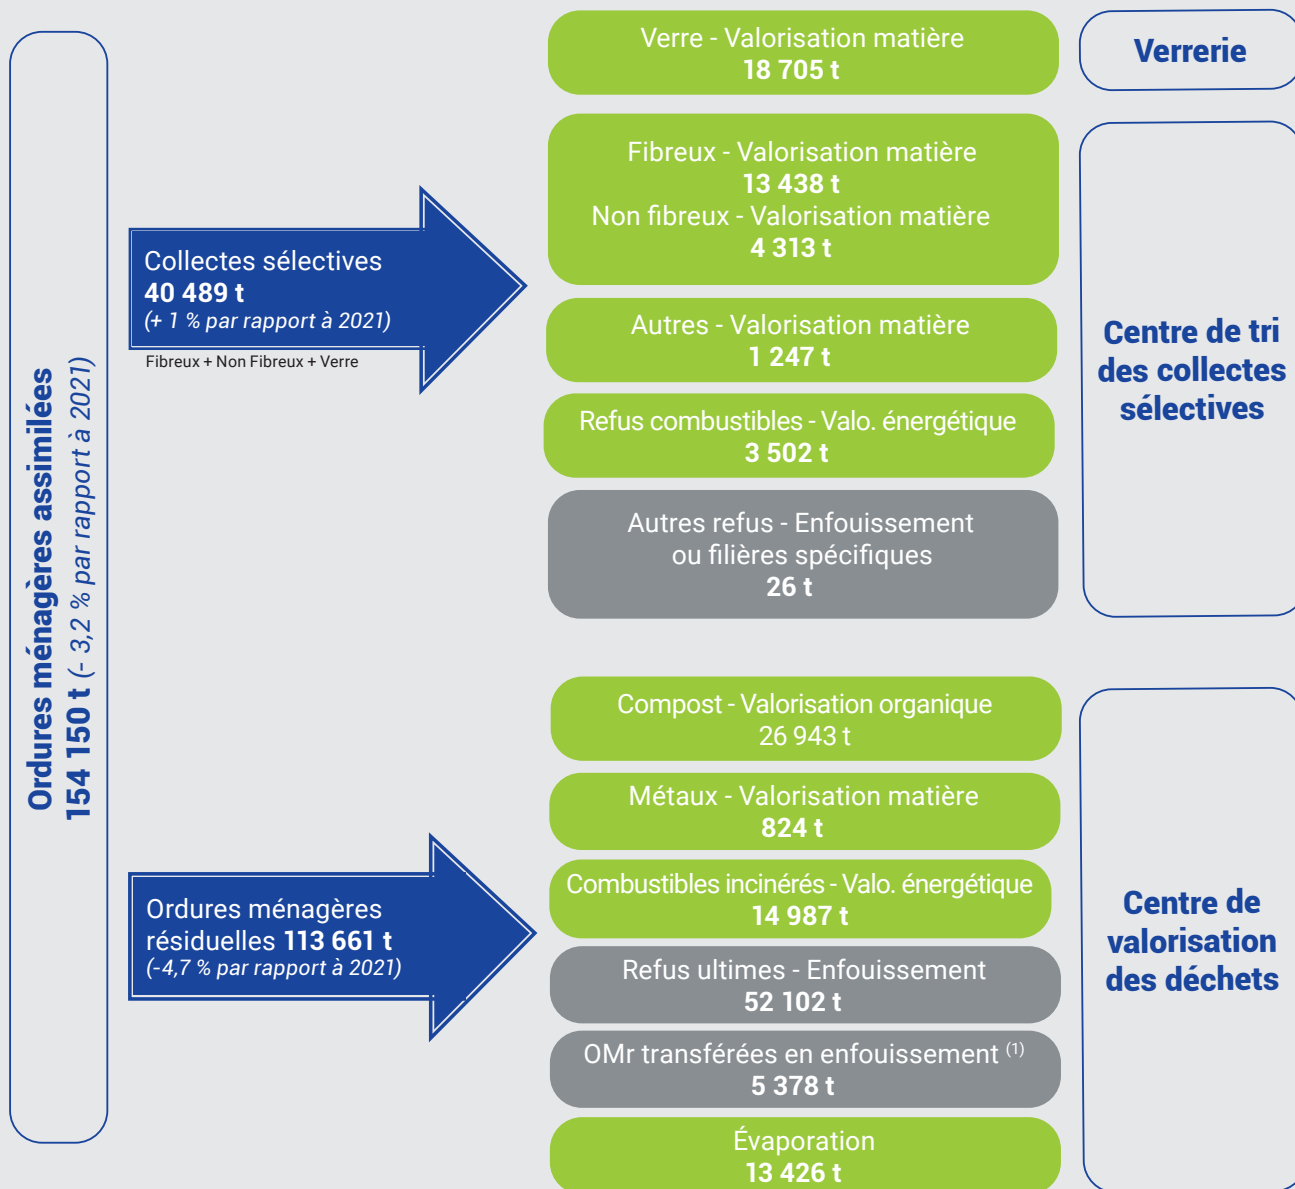 Ordures ménagères assimilées
154 150 t (- 3,2 % par rapport à 2021)
Collectes sélectives
40 489 t
(+ 1 % par rapport à 2021)
Fibreux + Non Fibreux + Verre
Verre - Valorisation matière
18 705 t
Verrerie
Fibreux - Valorisation matière
13 438 t
Non fibreux - Valorisation matière
4 313 t
Autres - Valorisation matière
1 247 t
Refus combustibles - Valo. énergétique
3 502 t
Autres refus - Enfouissement
ou filières spécifiques
26 t
Centre de tri
des collectes
sélectives
Ordures ménagères
résiduelles 113 661 t
(-4,7 % par rapport à 2021)
Compost - Valorisation organique
26 943 t
Métaux - Valorisation matière
824 t
Combustibles incinérés - Valo. énergétique
14 987 t
Refus ultimes - Enfouissement
52 102 t
OMr transférées en enfouissement (1)
5 378 t
Évaporation
13 426 t
Centre de
valorisation
des déchets